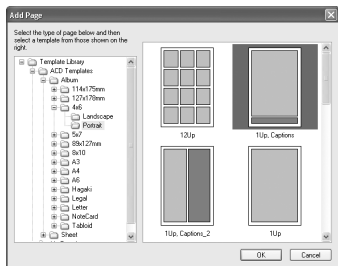 Add Page
Select the type of page below and then
select a template from those shown on the
right.
Template Library
ACD Templates
Album
114x175mm
127x178mm
4x6
Landscape
Portrait
5x7
89x127mm
8x10
A3
A4
A6
Hagaki
Legal
Letter
NoteCard
Tabloid
Sheet
12Up
1Up, Captions
1Up, Captions_2
1Up
OK
Cancel